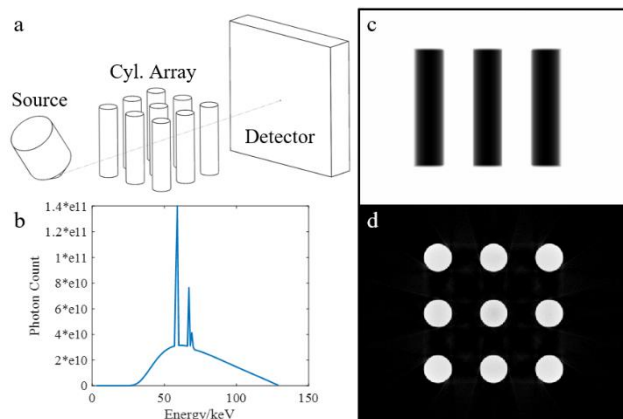 a
Cyl. Array
Source
Detector
b
1.4*e11
1.2*e11
1*e11
8*e10
6*e10
4*e10
2*e10
0
Photon Count
0
50
100
150
Energy/keV
c
d